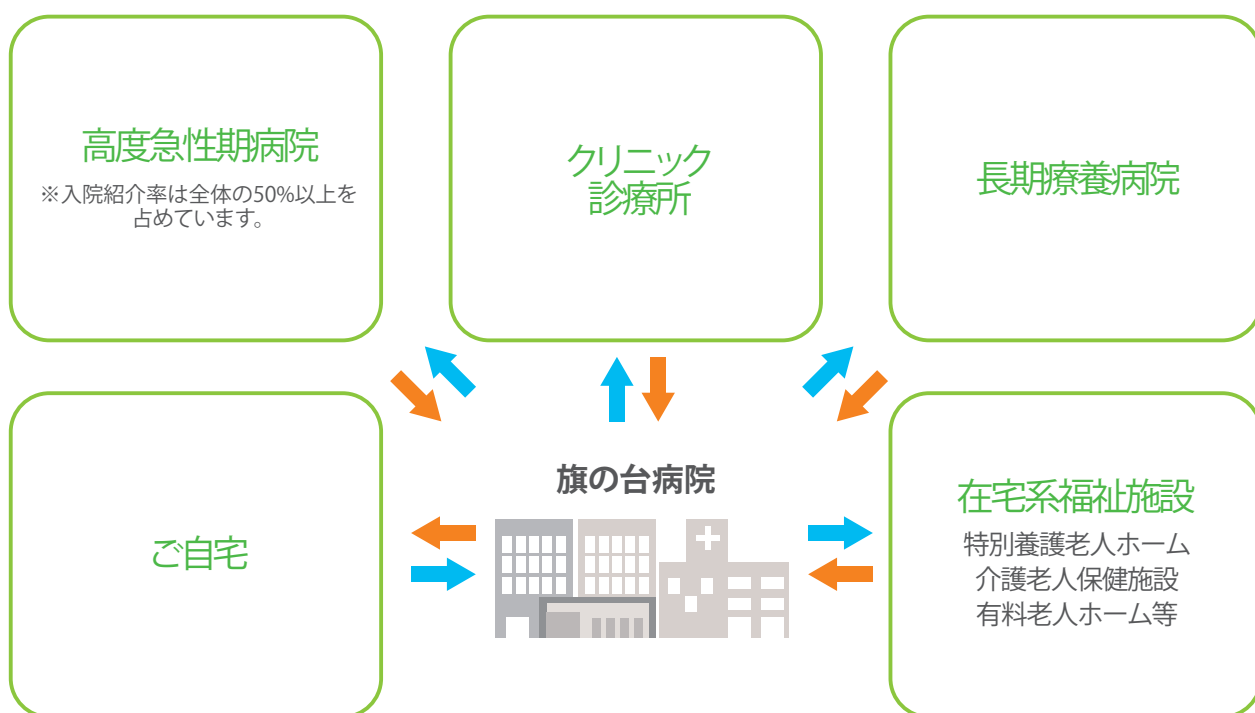 高度急性期病院
※入院紹介率は全体の50%以上を
占めています。
クリニック
診療所
長期療養病院
旗の台病院
ご自宅
在宅系福祉施設
特別養護老人ホーム
介護老人保健施設
有料老人ホーム等